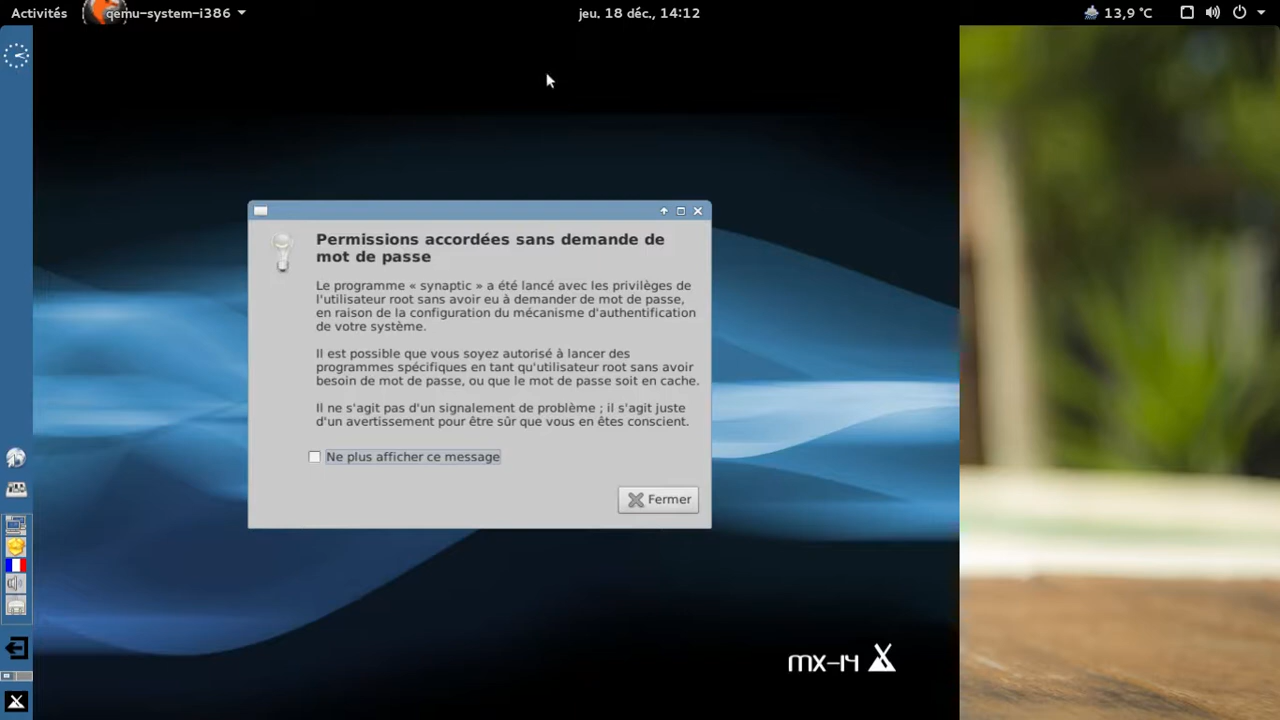 Activités qemu-system-i386 jeu. 18 déc., 14:12 13,9 °C
Permissions accordées sans demande de
mot de passe
Le programme « synaptic » a été lancé avec les privilèges de
l'utilisateur root sans avoir eu à demander de mot de passe,
en raison de la configuration du mécanisme d'authentification
de votre système.
Il est possible que vous soyez autorisé à lancer des
programmes spécifiques en tant qu'utilisateur root sans avoir
besoin de mot de passe, ou que le mot de passe soit en cache.
Il ne s'agit pas d'un signalement de problème ; il s'agit juste
d'un avertissement pour être sûr que vous en êtes conscient.
Ne plus afficher ce message
Fermer
mx-14